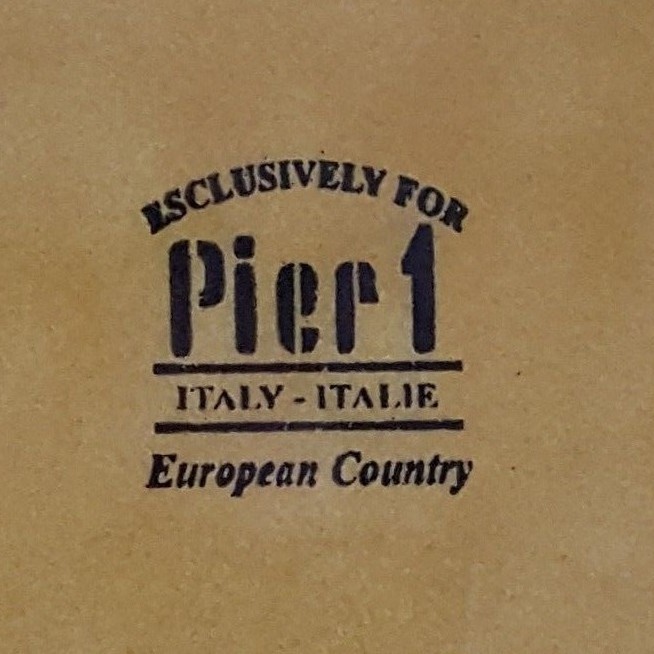 ESCLUSIVELY FOR
Pier 1
ITALY - ITALIE
European Country